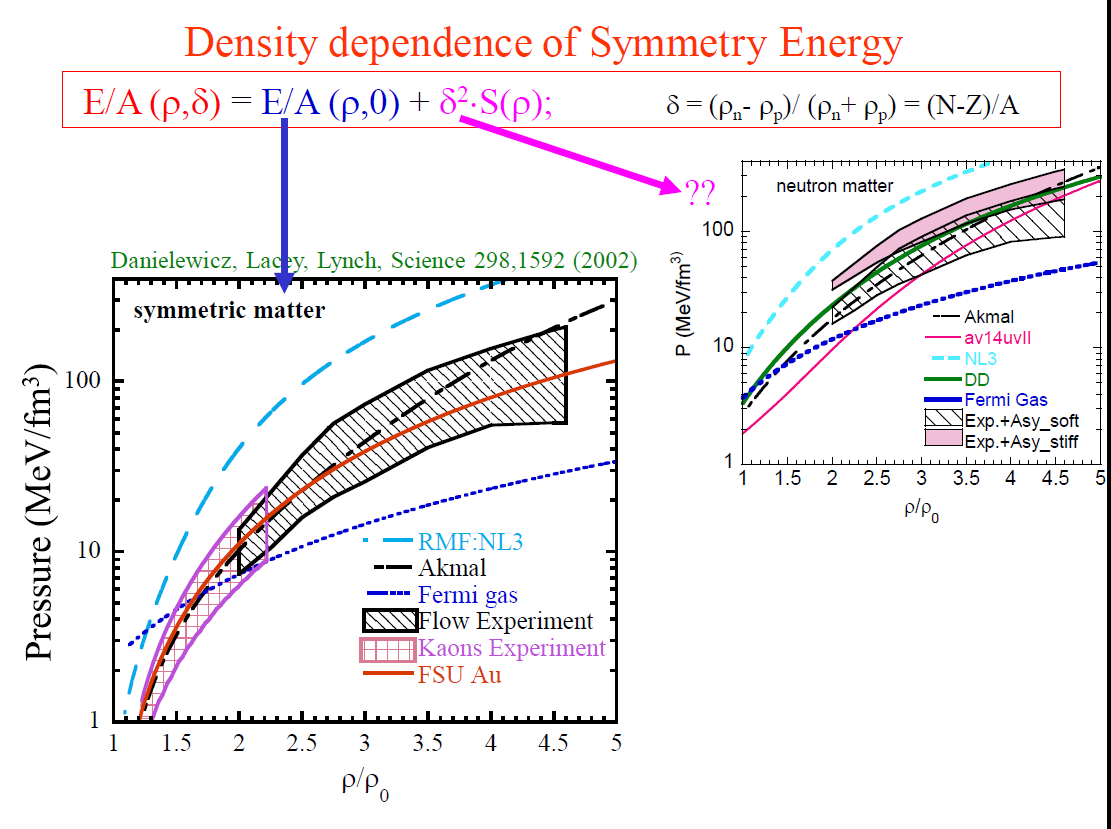 Density dependence of Symmetry Energy
E/A (ρ,δ) = E/A (ρ,0) + δ²·S(ρ); δ = (ρn- ρp)/ (ρn+ ρp) = (N-Z)/A
??
Danielewicz, Lacey, Lynch, Science 298,1592 (2002)
symmetric matter
Pressure (MeV/fm³)
100
10
1
RMF:NL3
Akmal
Fermi gas
Flow Experiment
Kaons Experiment
FSU Au
1 1.5 2 2.5 3 3.5 4 4.5 5
ρ/ρ0
neutron matter
P (MeV/fm³)
100
10
1
Akmal
av14uvII
NL3
DD
Fermi Gas
Exp.+Asy_soft
Exp.+Asy_stiff
1 1.5 2 2.5 3 3.5 4 4.5 5
ρ/ρ0